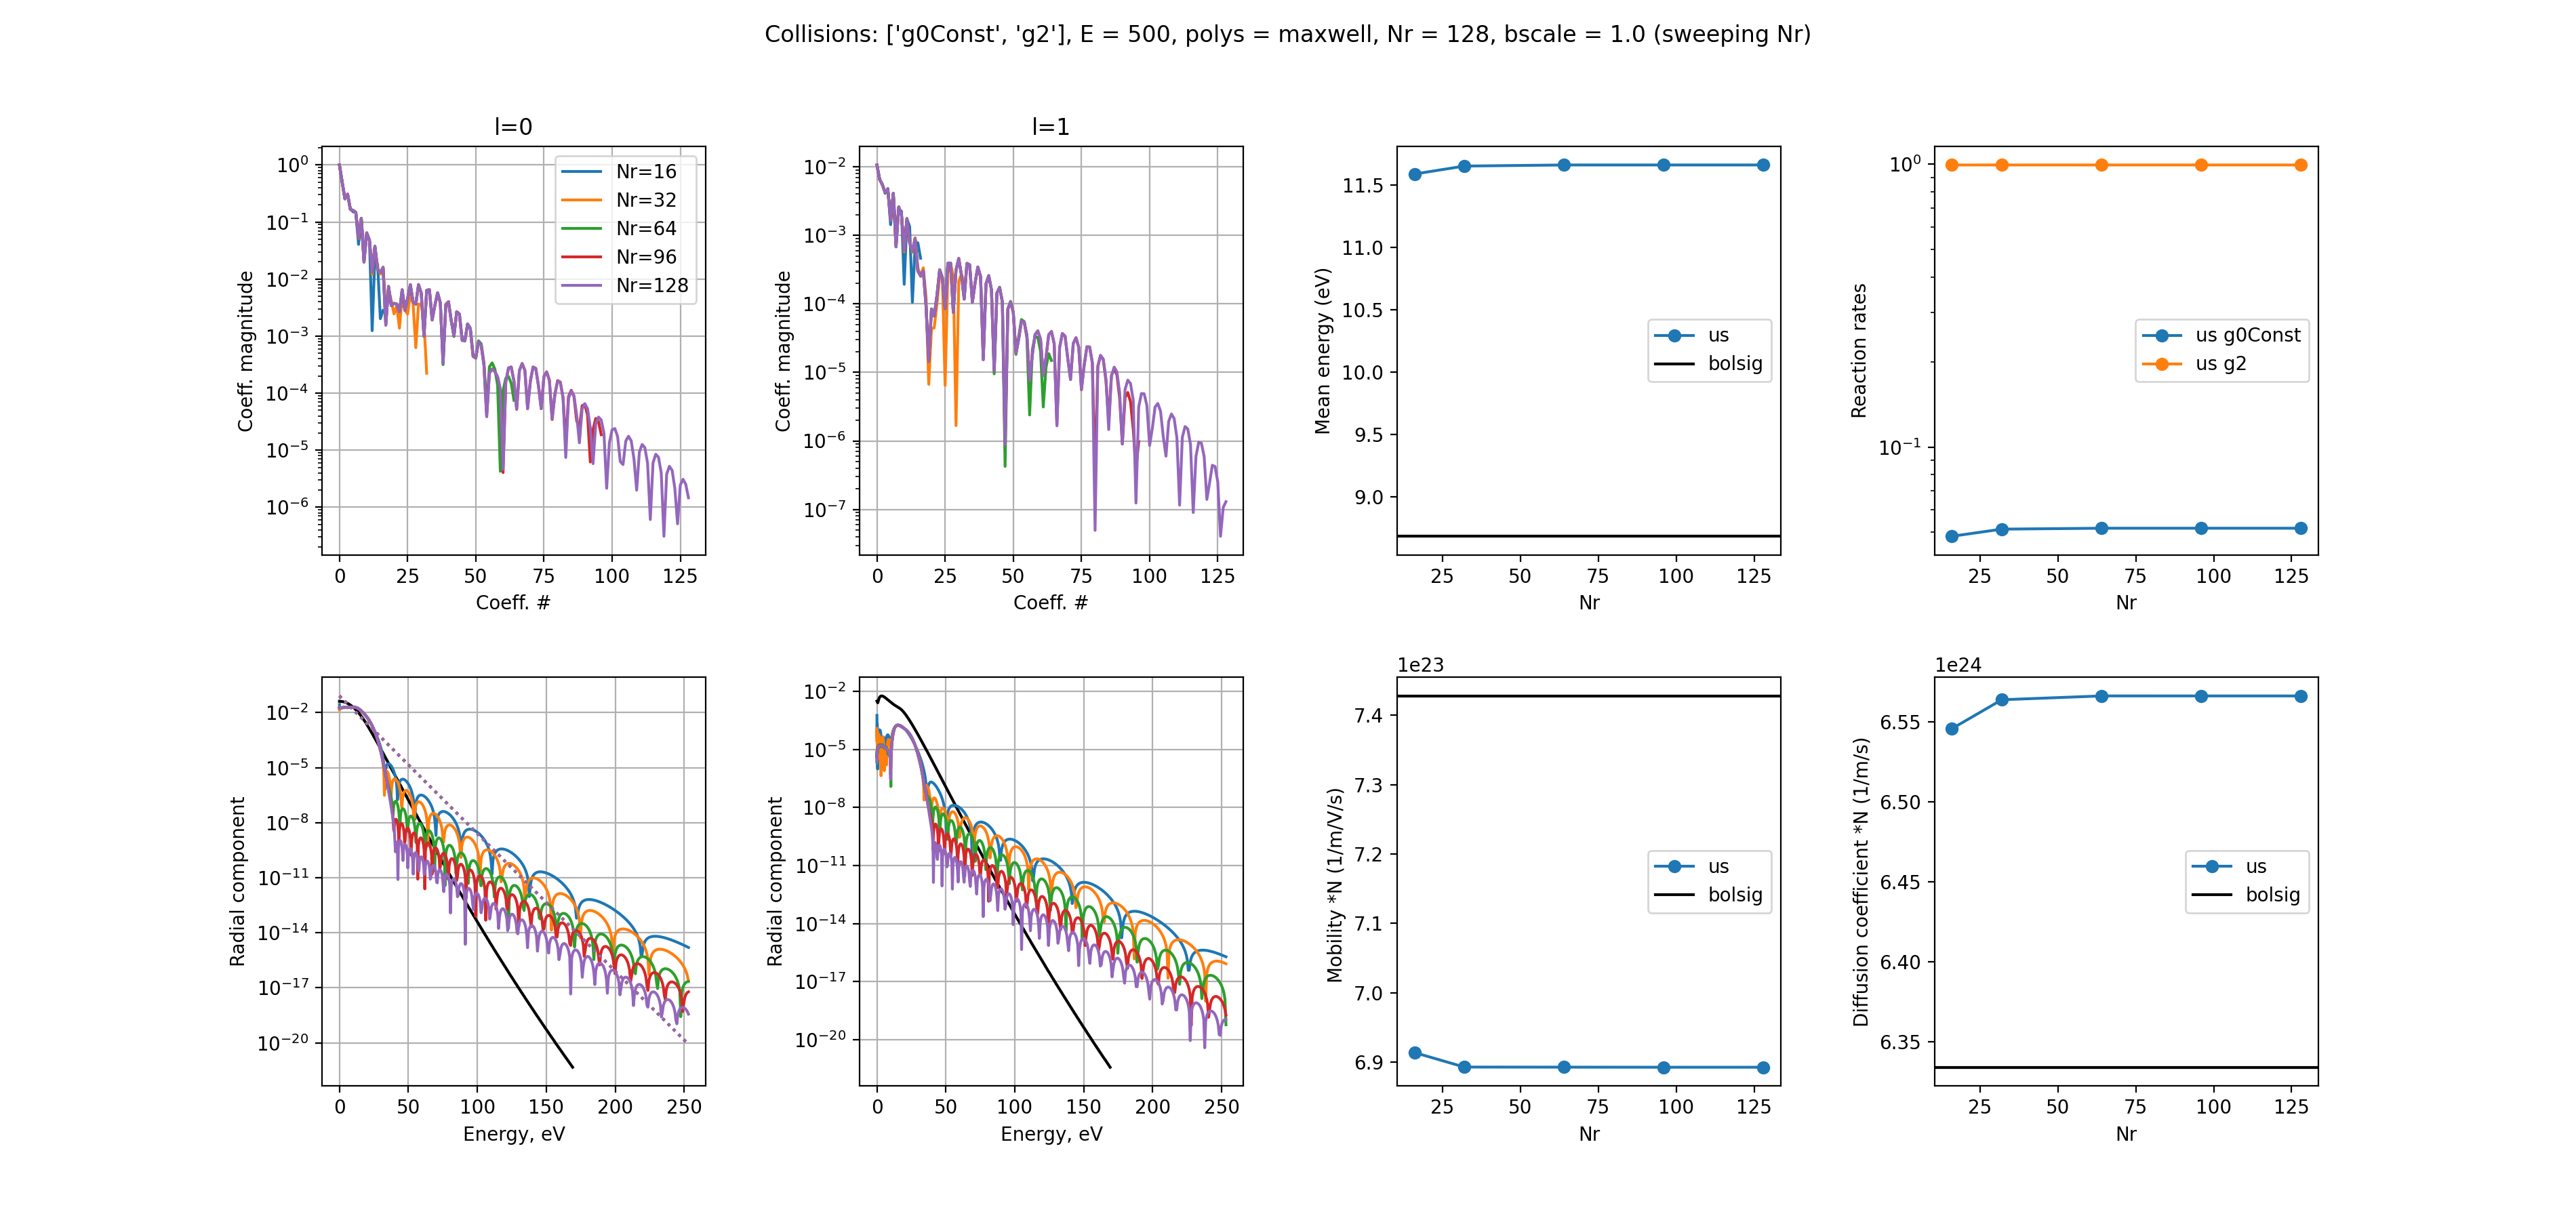 Collisions: ['g0Const', 'g2'], E = 500, polys = maxwell, Nr = 128, bscale = 1.0 (sweeping Nr)
l=0
Coeff. magnitude
10^0
10^-1
10^-2
10^-3
10^-4
10^-5
10^-6
Nr=16
Nr=32
Nr=64
Nr=96
Nr=128
0 25 50 75 100 125
Coeff. #
l=1
Coeff. magnitude
10^-2
10^-3
10^-4
10^-5
10^-6
10^-7
0 25 50 75 100 125
Coeff. #
Mean energy (eV)
11.5
11.0
10.5
10.0
9.5
9.0
us
bolsig
25 50 75 100 125
Nr
Reaction rates
10^0
10^-1
us g0Const
us g2
25 50 75 100 125
Nr
Radial component
10^-2
10^-5
10^-8
10^-11
10^-14
10^-17
10^-20
0 50 100 150 200 250
Energy, eV
Radial component
10^-2
10^-5
10^-8
10^-11
10^-14
10^-17
10^-20
0 50 100 150 200 250
Energy, eV
1e23
Mobility *N (1/m/V/s)
7.4
7.3
7.2
7.1
7.0
6.9
us
bolsig
25 50 75 100 125
Nr
1e24
Diffusion coefficient *N (1/m/s)
6.55
6.50
6.45
6.40
6.35
us
bolsig
25 50 75 100 125
Nr